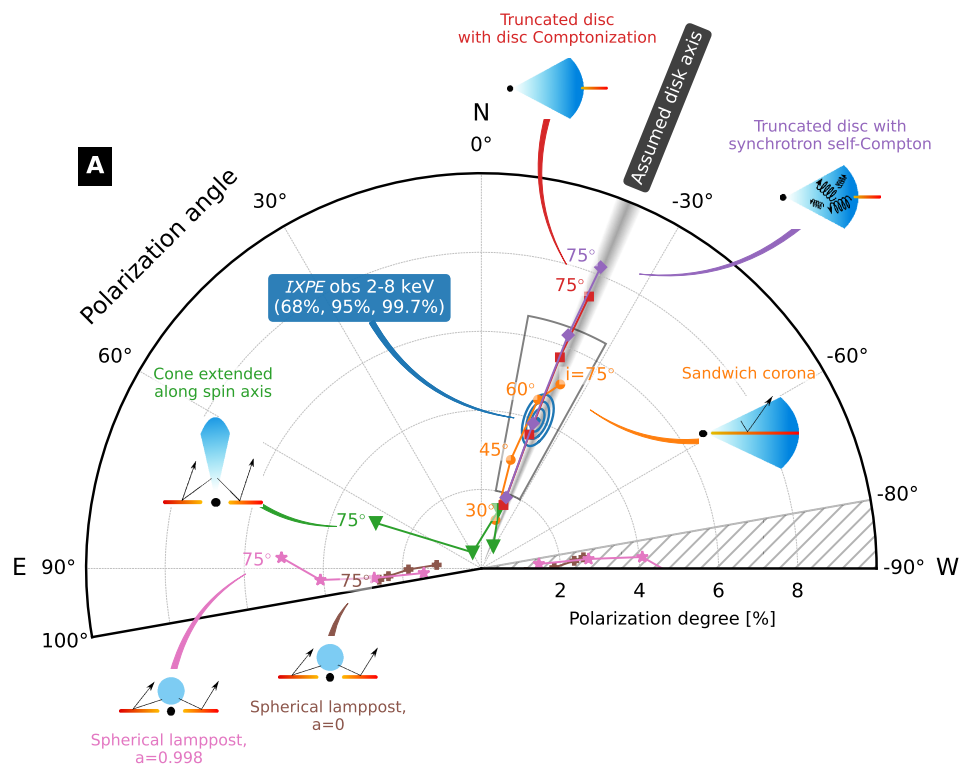 Truncated disc
with disc Comptonization
Assumed disk axis
N
0°
Truncated disc with
synchrotron self-Compton
A
Polarization angle
30°
-30°
75°
75°
IXPE obs 2-8 keV
(68%, 95%, 99.7%)
60°
-60°
Cone extended
along spin axis
i=75°
60°
Sandwich corona
45°
-80°
30°
75°
E
90°
75°
75°
-90°
W
2
4
6
8
Polarization degree [%]
100°
Spherical lamppost,
a=0
Spherical lamppost,
a=0.998